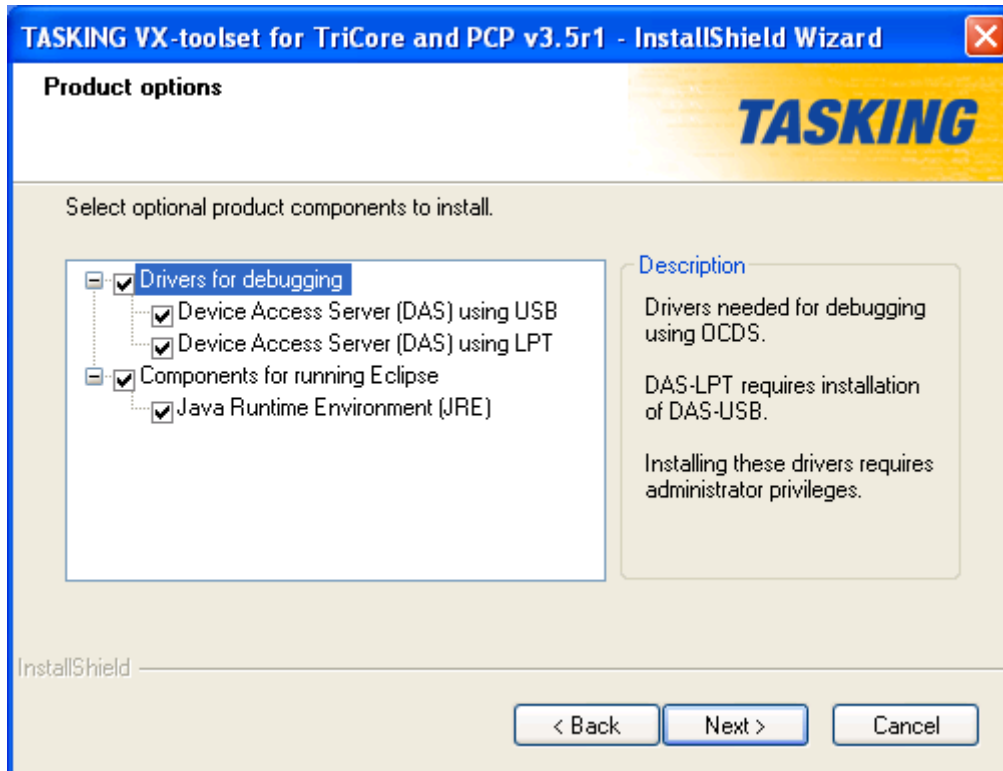 TASKING VX-toolset for TriCore and PCP v3.5r1 - InstallShield Wizard
Product options
TASKING
Select optional product components to install.
Drivers for debugging
Device Access Server (DAS) using USB
Device Access Server (DAS) using LPT
Components for running Eclipse
Java Runtime Environment (JRE)
Description
Drivers needed for debugging
using OCDS.
DAS-LPT requires installation
of DAS-USB.
Installing these drivers requires
administrator privileges.
InstallShield
< Back
Next >
Cancel